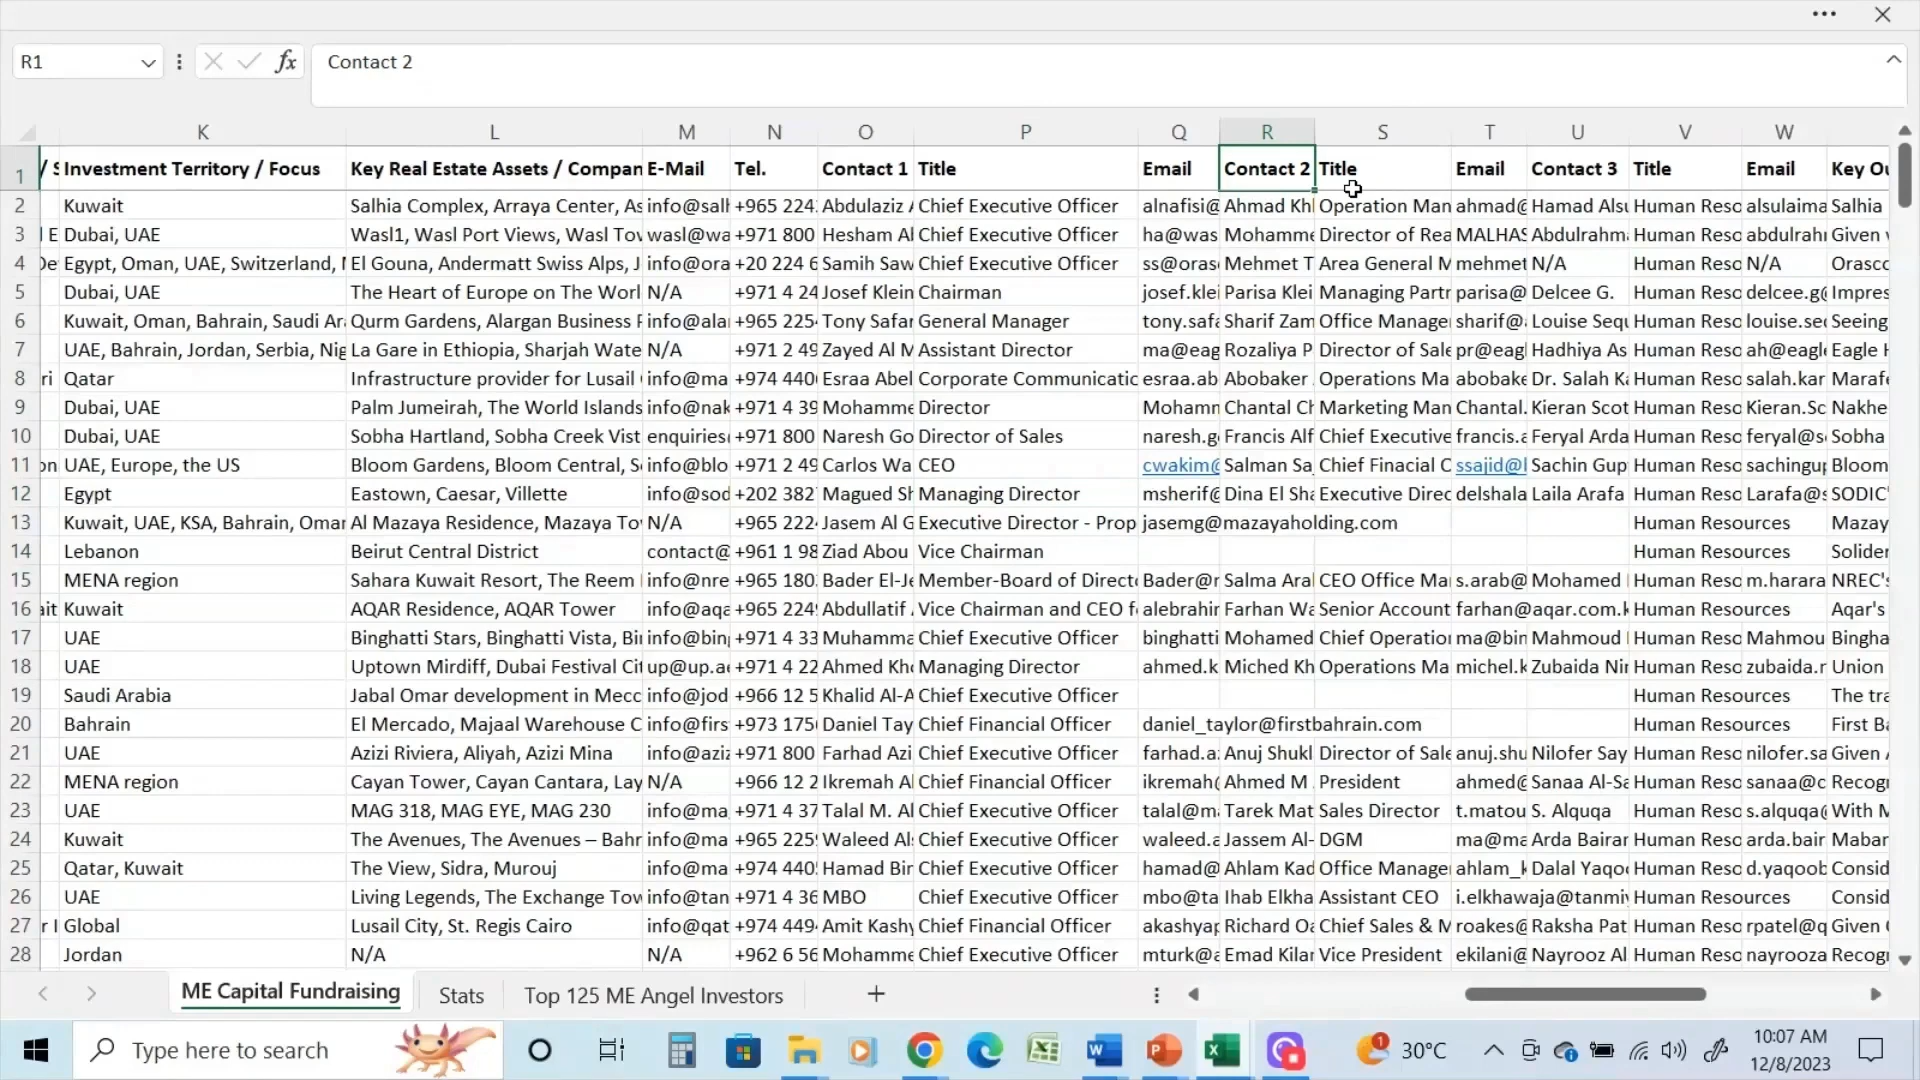 R1 fx Contact 2
K L M N O P Q R S T U V W
1 Investment Territory / Focus Key Real Estate Assets / Compan E-Mail Tel. Contact 1 Title Email Contact 2 Title Email Contact 3 Title Email Key Ou
2 Kuwait Salhia Complex, Arraya Center, As info@salh +965 224 Abdulaziz Chief Executive Officer alnafisi@ Ahmad Kh Operation Man ahmad@ Hamad Alsu Human Reso alsulaima Salhia
3 Dubai, UAE Wasl1, Wasl Port Views, Wasl Tow wasl@wa +971 800 Hesham Al Chief Executive Officer ha@was Mohamme Director of Rea MALHAS Abdulrahma Human Reso abdulrahr Given
4 Egypt, Oman, UAE, Switzerland, El Gouna, Andermatt Swiss Alps, J info@ora +20 224 6 Samih Saw Chief Executive Officer ss@oras Mehmet T Area General M mehmet N/A Human Reso N/A Orasco
5 Dubai, UAE The Heart of Europe on The Worl N/A +971 4 24 Josef Klein Chairman josef.klei Parisa Klei Managing Partr parisa@ Delcee G. Human Reso delcee.g@ Impres
6 Kuwait, Oman, Bahrain, Saudi Ar Qurm Gardens, Alargan Business info@ala +965 225 Tony Safar General Manager tony.safa Sharif Zam Office Manage sharif@ Louise Sequ Human Reso louise.sec Seeing
7 UAE, Bahrain, Jordan, Serbia, Nig La Gare in Ethiopia, Sharjah Wate N/A +971 2 49 Zayed Al M Assistant Director ma@eag Rozaliya P Director of Sale pr@eagl Hadhiya As Human Reso ah@eagl Eagle
8 Qatar Infrastructure provider for Lusail info@ma +974 440 Esraa Abel Corporate Communicatic esraa.ab Abobaker Operations Ma abobake Dr. Salah Ka Human Reso salah.kar Marafe
9 Dubai, UAE Palm Jumeirah, The World Islands info@nak +971 4 39 Mohamme Director Mohamn Chantal Ch Marketing Man Chantal. Kieran Scot Human Reso Kieran.Sc Nakhe
10 Dubai, UAE Sobha Hartland, Sobha Creek Vist enquiries +971 800 Naresh Go Director of Sales naresh.g Francis Alf Chief Executive francis.a Feryal Arda Human Reso feryal@s Sobha
11 UAE, Europe, the US Bloom Gardens, Bloom Central, S info@blo +971 2 49 Carlos Wa CEO cwakim@ Salman Sa Chief Finacial O ssajid@ Sachin Gup Human Reso sachingup Bloom
12 Egypt Eastown, Caesar, Villette info@sod +202 382 Magued Sh Managing Director msherif@ Dina El Sha Executive Direc delshala Laila Arafa Human Reso Larafa@s SODIC'
13 Kuwait, UAE, KSA, Bahrain, Omar Al Mazaya Residence, Mazaya To N/A +965 222 Jasem Al G Executive Director - Prop jasemg@mazayaholding.com Human Resources Mazay
14 Lebanon Beirut Central District contact@ +961 1 98 Ziad Abou Vice Chairman Human Resources Solider
15 MENA region Sahara Kuwait Resort, The Reem info@nre +965 180 Bader El-Je Member-Board of Directo Bader@n Salma Aral CEO Office Ma s.arab@ Mohamed Human Reso m.harara NREC's
16 Kuwait AQAR Residence, AQAR Tower info@aqa +965 224 Abdullatif Vice Chairman and CEO f alebrahir Farhan Wa Senior Account farhan@aqar.com.k Human Resources Aqar's
17 UAE Binghatti Stars, Binghatti Vista, Bi info@bin +971 4 33 Muhamma Chief Executive Officer binghatti Mohamed Chief Operation ma@bin Mahmoud Human Reso Mahmou Bingha
18 UAE Uptown Mirdiff, Dubai Festival Cit up@up.ae +971 4 22 Ahmed Kho Managing Director ahmed.k Miched Kh Operations Ma michel.k Zubaida Nir Human Reso zubaida.r Union
19 Saudi Arabia Jabal Omar development in Mecc info@jod +966 12 5 Khalid Al-A Chief Executive Officer Human Resources The tra
20 Bahrain El Mercado, Majaal Warehouse C info@firs +973 175 Daniel Tay Chief Financial Officer daniel_taylor@firstbahrain.com Human Resources First Ba
21 UAE Azizi Riviera, Aliyah, Azizi Mina info@aziz +971 800 Farhad Azi Chief Executive Officer farhad.a Anuj Shukl Director of Sale anuj.shu Nilofer Say Human Reso nilofer.sa Given
22 MENA region Cayan Tower, Cayan Cantara, Lay N/A +966 12 2 Ikremah Al Chief Financial Officer ikremah@ Ahmed M President ahmed@ Sanaa Al-Sa Human Reso sanaa@c Recogr
23 UAE MAG 318, MAG EYE, MAG 230 info@ma +971 4 37 Talal M. Al Chief Executive Officer talal@ma Tarek Mat Sales Director t.matou S. Alquqa Human Reso s.alquqa@ With M
24 Kuwait The Avenues, The Avenues – Bahr info@ma +965 225 Waleed Al Chief Executive Officer waleed.a Jassem Al- DGM ma@ma Arda Bairar Human Reso arda.bair Mabar
25 Qatar, Kuwait The View, Sidra, Murouj info@ma +974 440 Hamad Bin Chief Executive Officer hamad@ Ahlam Kad Office Manage ahlam_k Dalal Yaqo Human Reso d.yaqoob Consid
26 UAE Living Legends, The Exchange Tow info@tan +971 4 36 MBO Chief Executive Officer mbo@ta Ihab Elkha Assistant CEO i.elkhawaja@tanmiy Human Resources Consid
27 Global Lusail City, St. Regis Cairo info@qat +974 449 Amit Kashy Chief Executive Officer akashyap Richard Oa Chief Sales & M roakes@ Raksha Pat Human Reso rpatel@q Given
28 Jordan N/A N/A +962 6 56 Mohamme Chief Financial Officer mturk@a Emad Kilar Vice President ekilani@ Nayrooz Al Human Reso nayrooza Recogr
ME Capital Fundraising Stats Top 125 ME Angel Investors
Type here to search 1 30°C 10:07 AM
12/8/2023